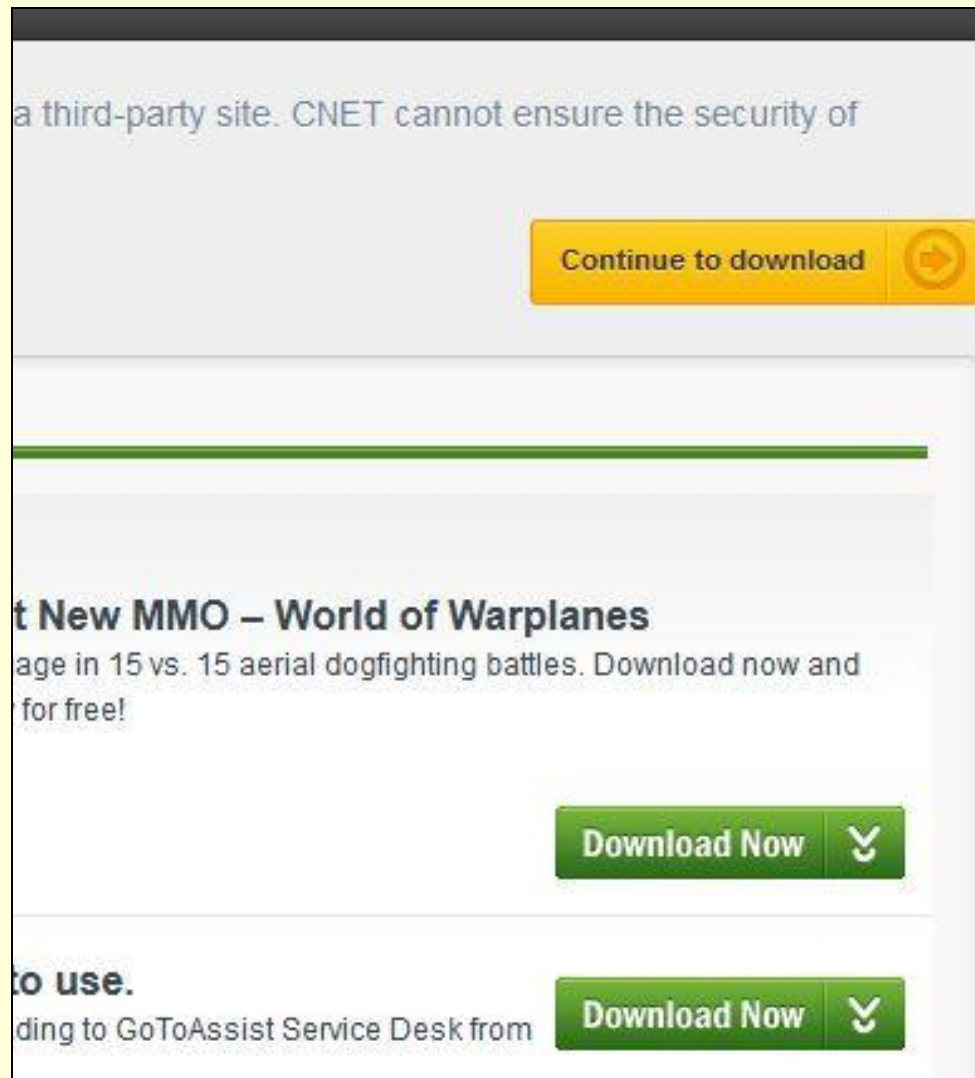 a third-party site. CNET cannot ensure the security of
Continue to download
t New MMO – World of Warplanes
age in 15 vs. 15 aerial dogfighting battles. Download now and
for free!
Download Now
to use.
ding to GoToAssist Service Desk from
Download Now